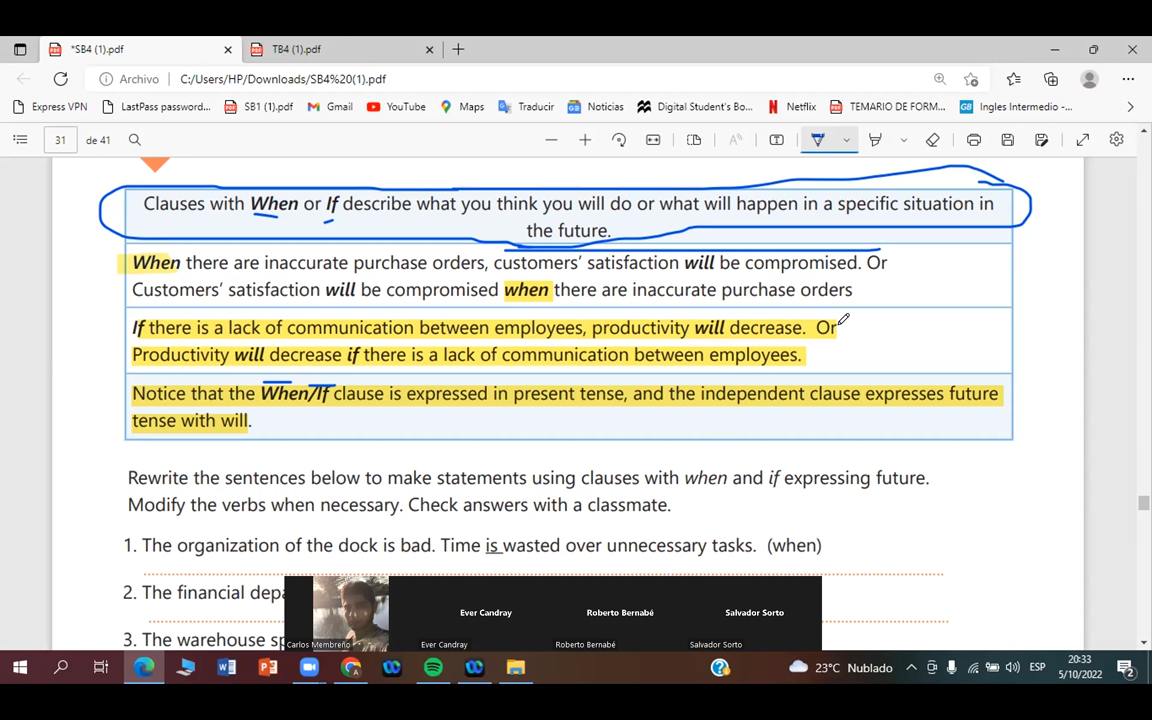 *SB4 (1).pdf
TB4 (1).pdf
Archivo
C:/Users/HP/Downloads/SB4%20(1).pdf
Express VPN
LastPass password...
SB1 (1).pdf
Gmail
YouTube
Maps
Traducir
Noticias
Digital Student's Bo...
Netflix
TEMARIO DE FORM...
Ingles Intermedio -...
31
de 41
Clauses with When or If describe what you think you will do or what will happen in a specific situation in
the future.
When there are inaccurate purchase orders, customers’ satisfaction will be compromised. Or
Customers’ satisfaction will be compromised when there are inaccurate purchase orders
If there is a lack of communication between employees, productivity will decrease. Or
Productivity will decrease if there is a lack of communication between employees.
Notice that the When/If clause is expressed in present tense, and the independent clause expresses future
tense with will.
Rewrite the sentences below to make statements using clauses with when and if expressing future.
Modify the verbs when necessary. Check answers with a classmate.
1. The organization of the dock is bad. Time is wasted over unnecessary tasks. (when)
2. The financial depa
3. The warehouse sp
Ever Candray
Roberto Bernabé
Salvador Sorto
Carlos Membreño
Ever Candray
Roberto Bernabé
Salvador Sorto
23°C Nublado
ESP
20:33
5/10/2022
2